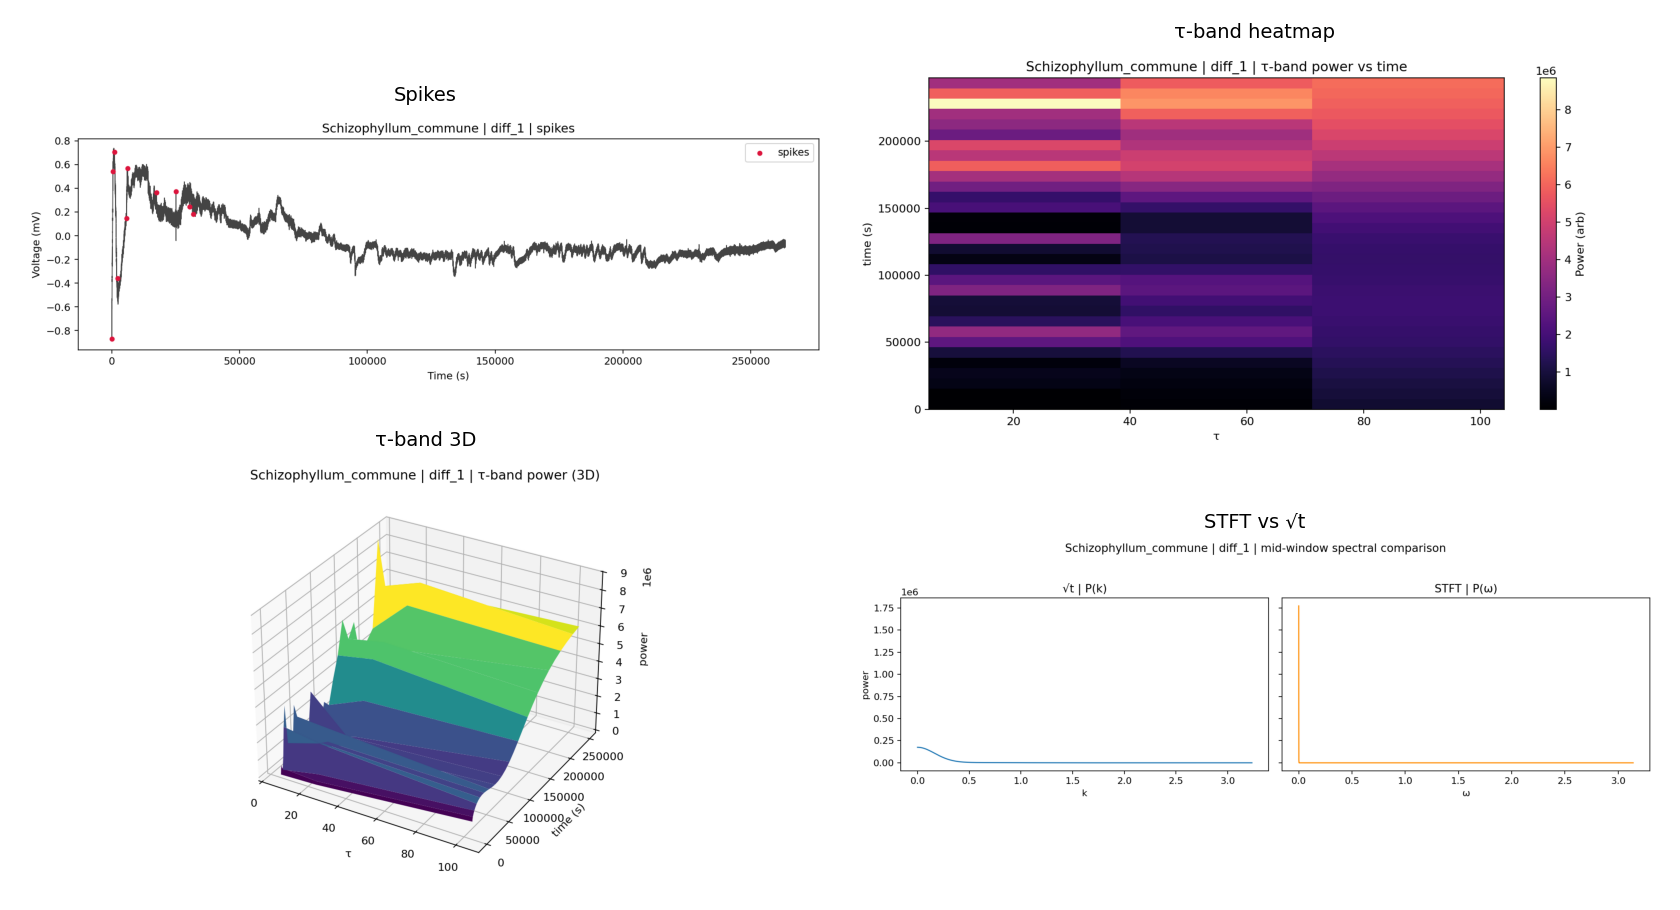 Spikes
Schizophyllum_commune | diff_1 | spikes
spikes
Voltage (mV)
0.8
0.6
0.4
0.2
0.0
−0.2
−0.4
−0.6
−0.8
0 50000 100000 150000 200000 250000
Time (s)
τ-band heatmap
Schizophyllum_commune | diff_1 | τ-band power vs time
time (s)
200000
150000
100000
50000
0
20 40 60 80 100
τ
1e6
8
7
6
5
4
3
2
1
Power (arb)
τ-band 3D
Schizophyllum_commune | diff_1 | τ-band power (3D)
1e6
9
8
7
6
5
4
3
2
1
0
power
250000
200000
150000
100000
50000
0
time (s)
0 20 40 60 80 100
τ
STFT vs √t
Schizophyllum_commune | diff_1 | mid-window spectral comparison
√t | P(k)
1e6
power
1.75
1.50
1.25
1.00
0.75
0.50
0.25
0.00
0.0 0.5 1.0 1.5 2.0 2.5 3.0
k
STFT | P(ω)
0.0 0.5 1.0 1.5 2.0 2.5 3.0
ω